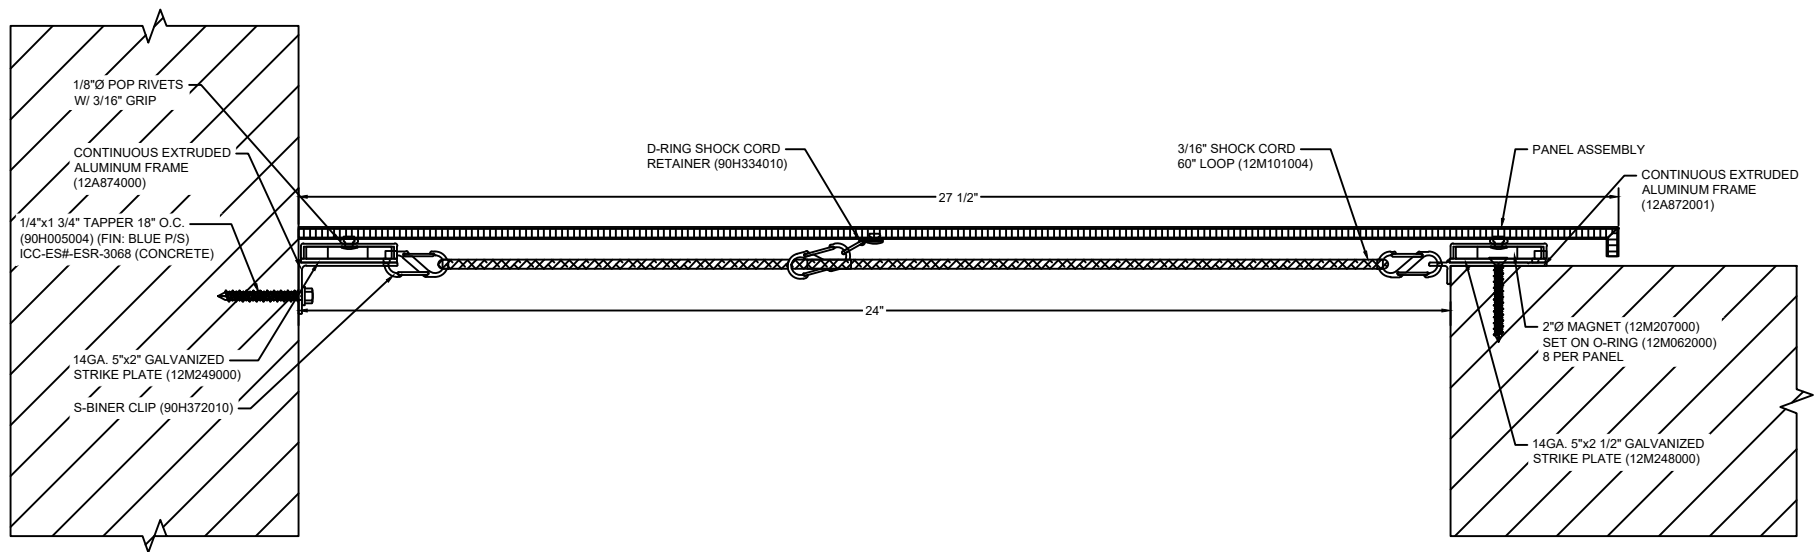 1/8"Ø POP RIVETS
W/ 3/16" GRIP
CONTINUOUS EXTRUDED
ALUMINUM FRAME
(12A874000)
1/4"x1 3/4" TAPPER 18" O.C.
(90H005004) (FIN: BLUE P/S)
ICC-ES#-ESR-3068 (CONCRETE)
14GA. 5"x2" GALVANIZED
STRIKE PLATE (12M249000)
S-BINER CLIP (90H372010)
D-RING SHOCK CORD
RETAINER (90H334010)
3/16" SHOCK CORD
60" LOOP (12M101004)
27 1/2"
24"
PANEL ASSEMBLY
CONTINUOUS EXTRUDED
ALUMINUM FRAME
(12A872001)
2"Ø MAGNET (12M207000)
SET ON O-RING (12M062000)
8 PER PANEL
14GA. 5"x2 1/2" GALVANIZED
STRIKE PLATE (12M248000)